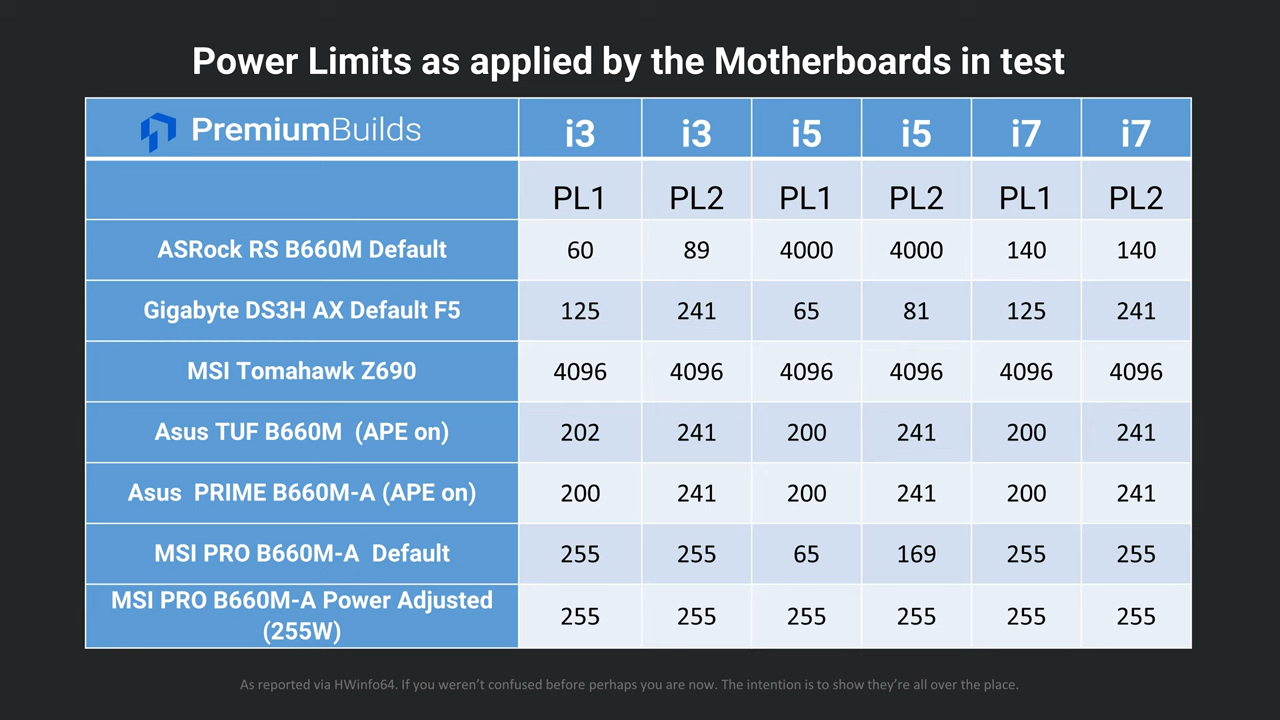 Power Limits as applied by the Motherboards in test
PremiumBuilds i3 i3 i5 i5 i7 i7
PL1 PL2 PL1 PL2 PL1 PL2
ASRock RS B660M Default 60 89 4000 4000 140 140
Gigabyte DS3H AX Default F5 125 241 65 81 125 241
MSI Tomahawk Z690 4096 4096 4096 4096 4096 4096
Asus TUF B660M (APE on) 202 241 200 241 200 241
Asus PRIME B660M-A (APE on) 200 241 200 241 200 241
MSI PRO B660M-A Default 255 255 65 169 255 255
MSI PRO B660M-A Power Adjusted
(255W) 255 255 255 255 255 255
As reported via HWinfo64. If you weren't confused before perhaps you are now. The intention is to show they're all over the place.